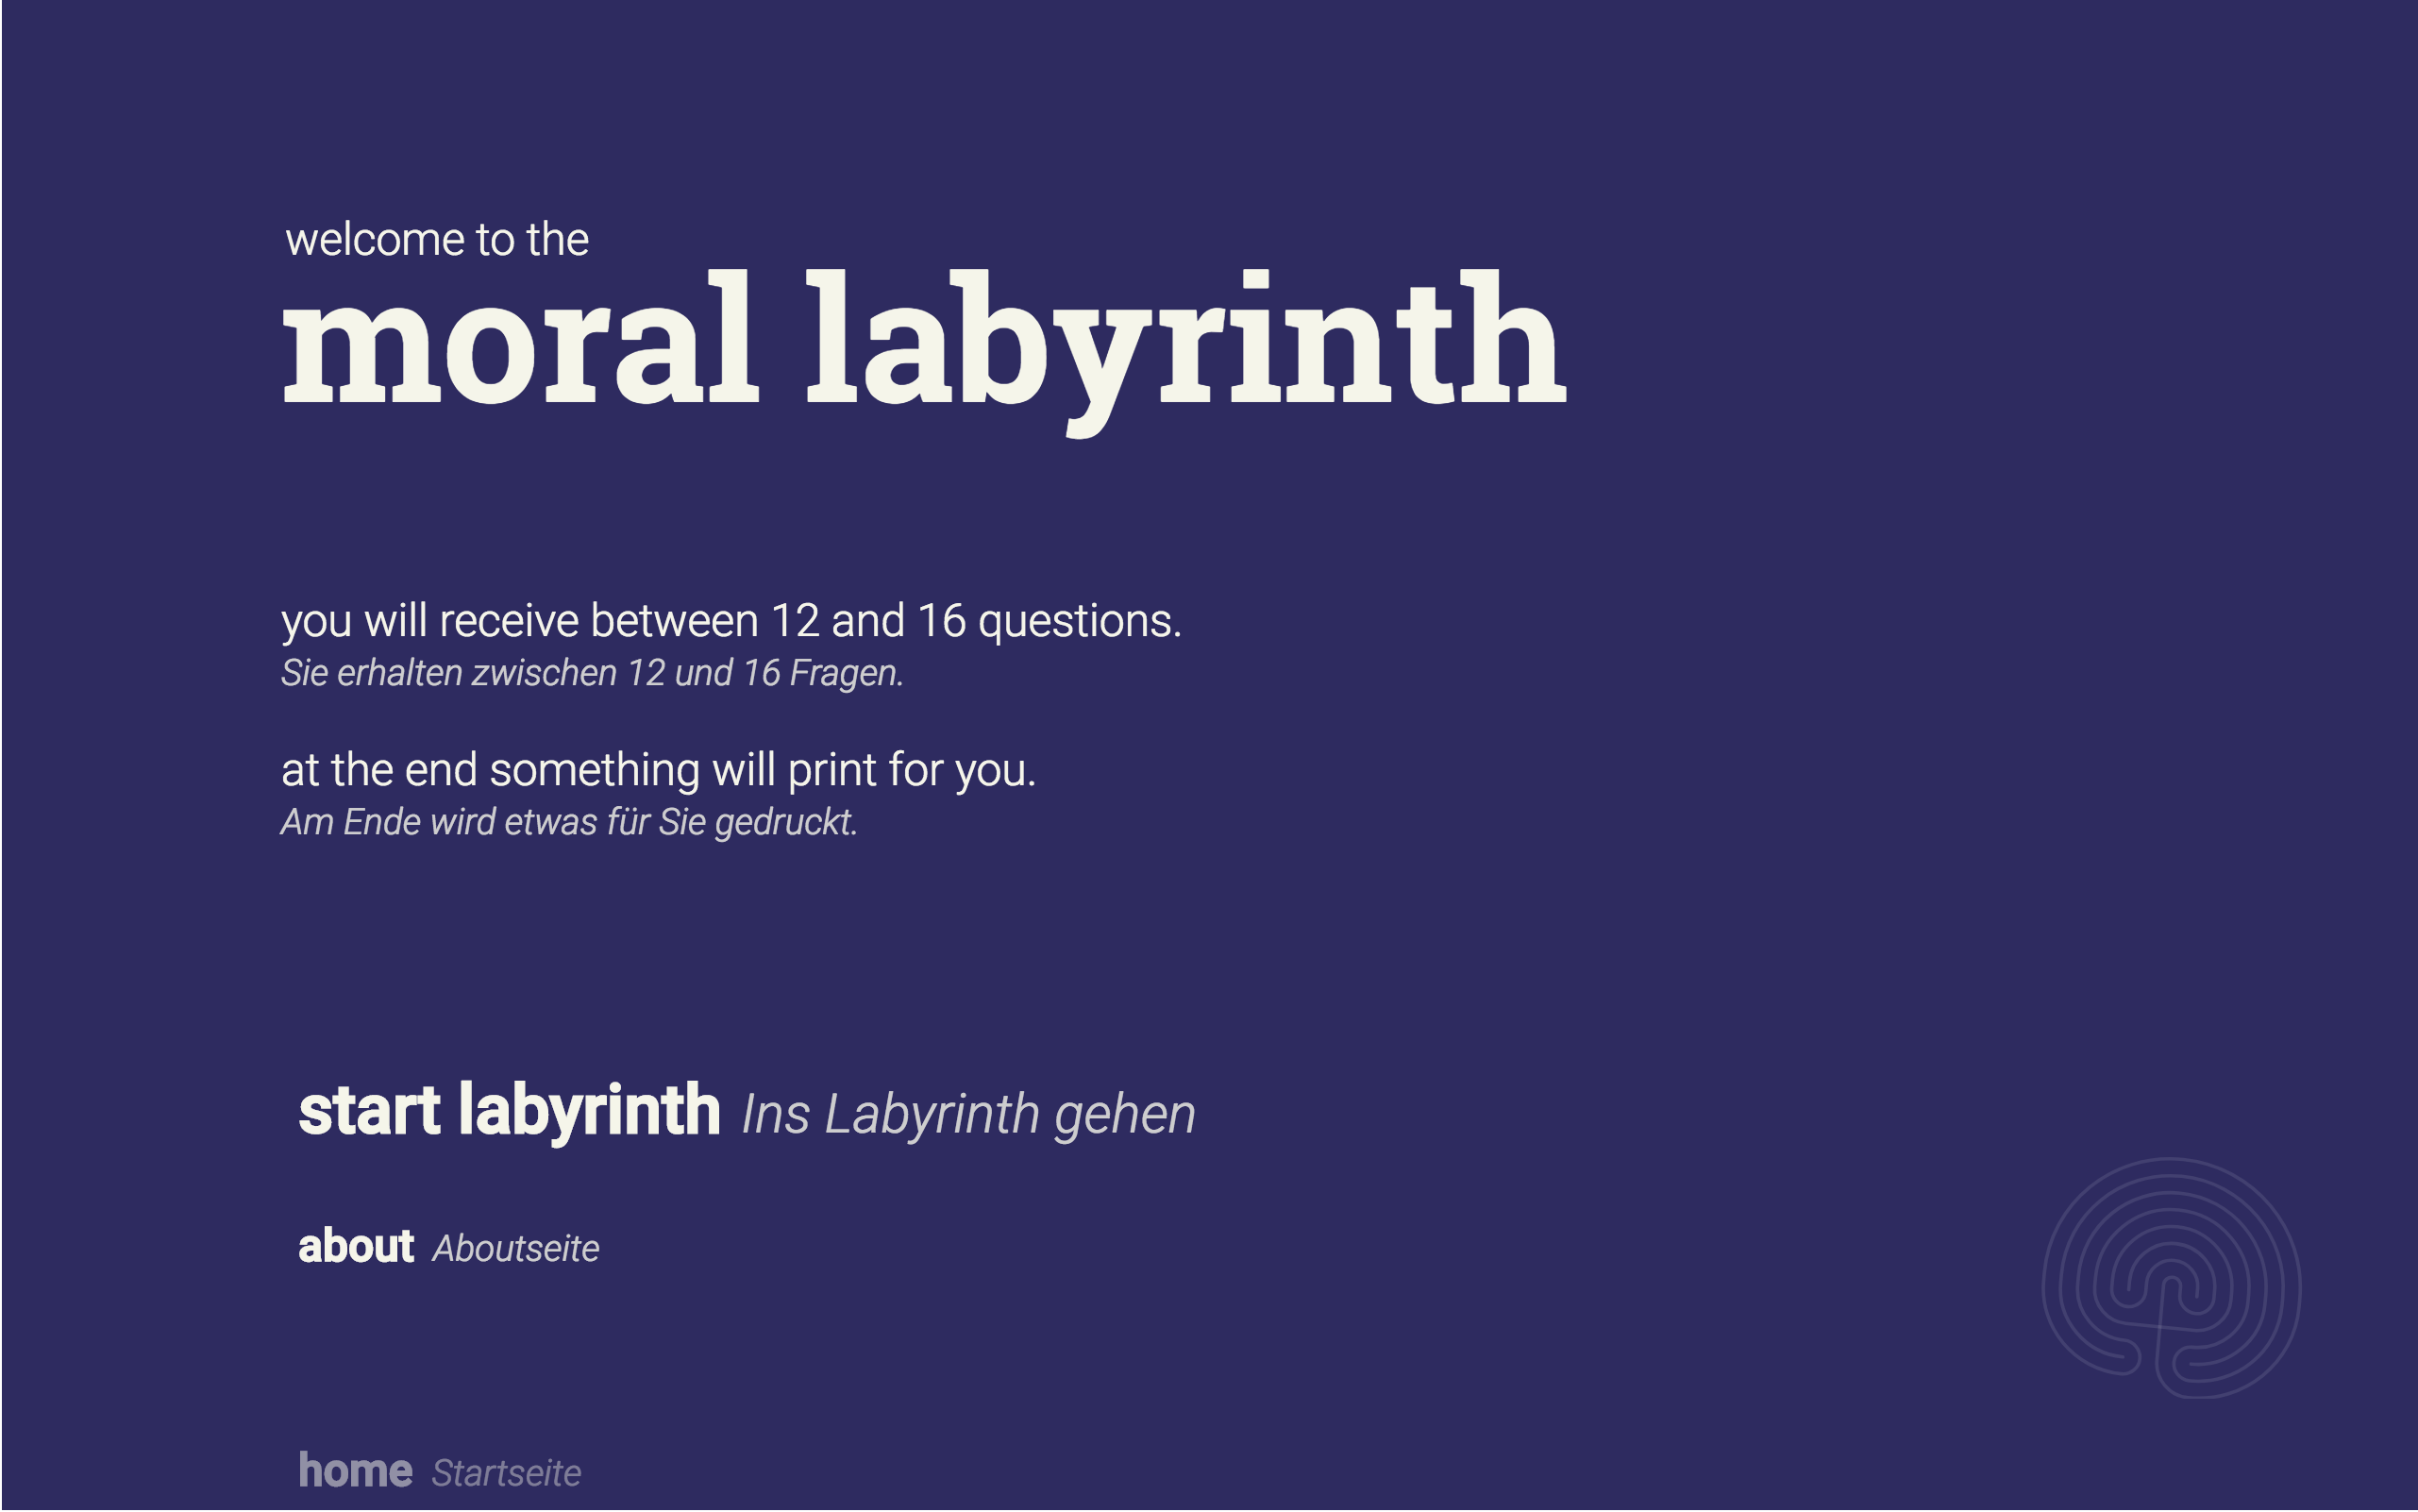 welcome to the
moral labyrinth
you will receive between 12 and 16 questions.
Sie erhalten zwischen 12 und 16 Fragen.
at the end something will print for you.
Am Ende wird etwas für Sie gedruckt.
start labyrinth Ins Labyrinth gehen
about Aboutseite
home Startseite